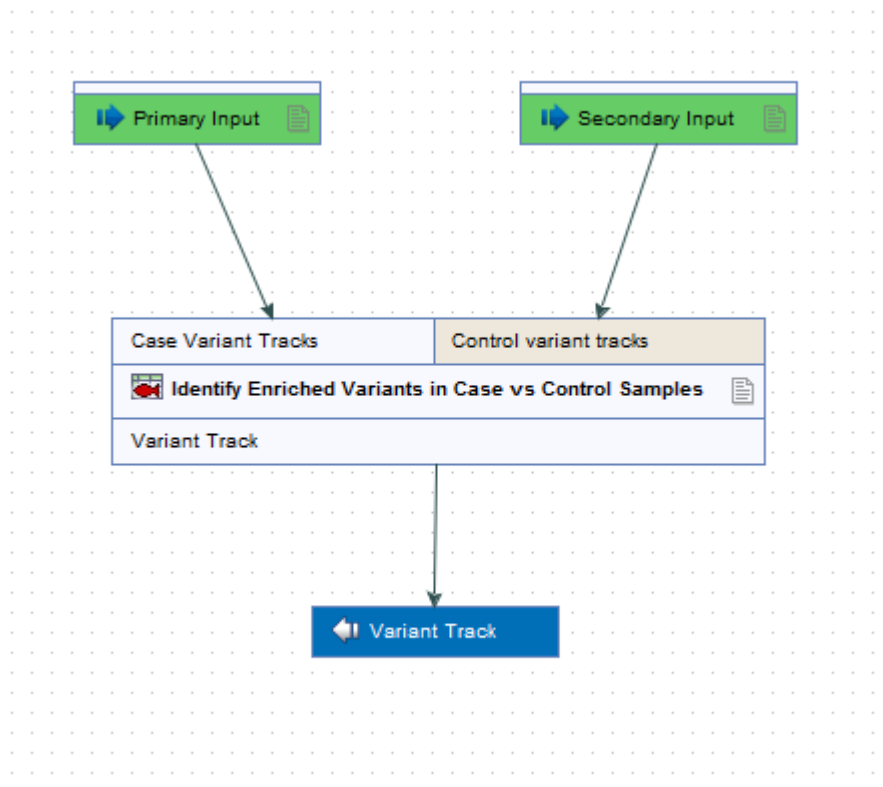 Primary Input
Secondary Input
Case Variant Tracks
Control variant tracks
Identify Enriched Variants in Case vs Control Samples
Variant Track
Variant Track